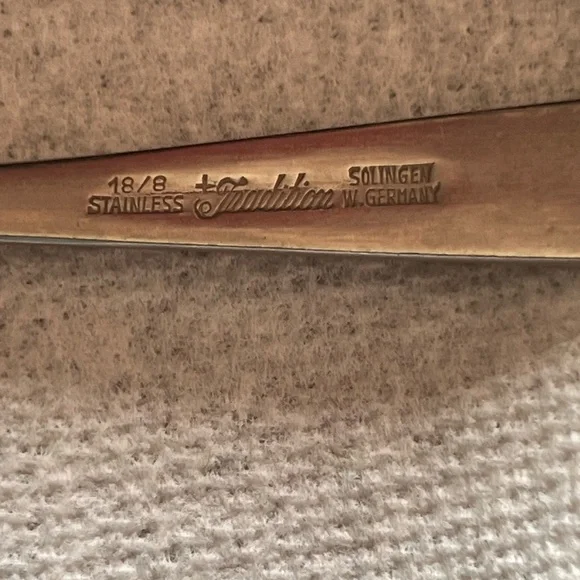 18/8
STAINLESS
Tradition
SOLINGEN
W. GERMANY